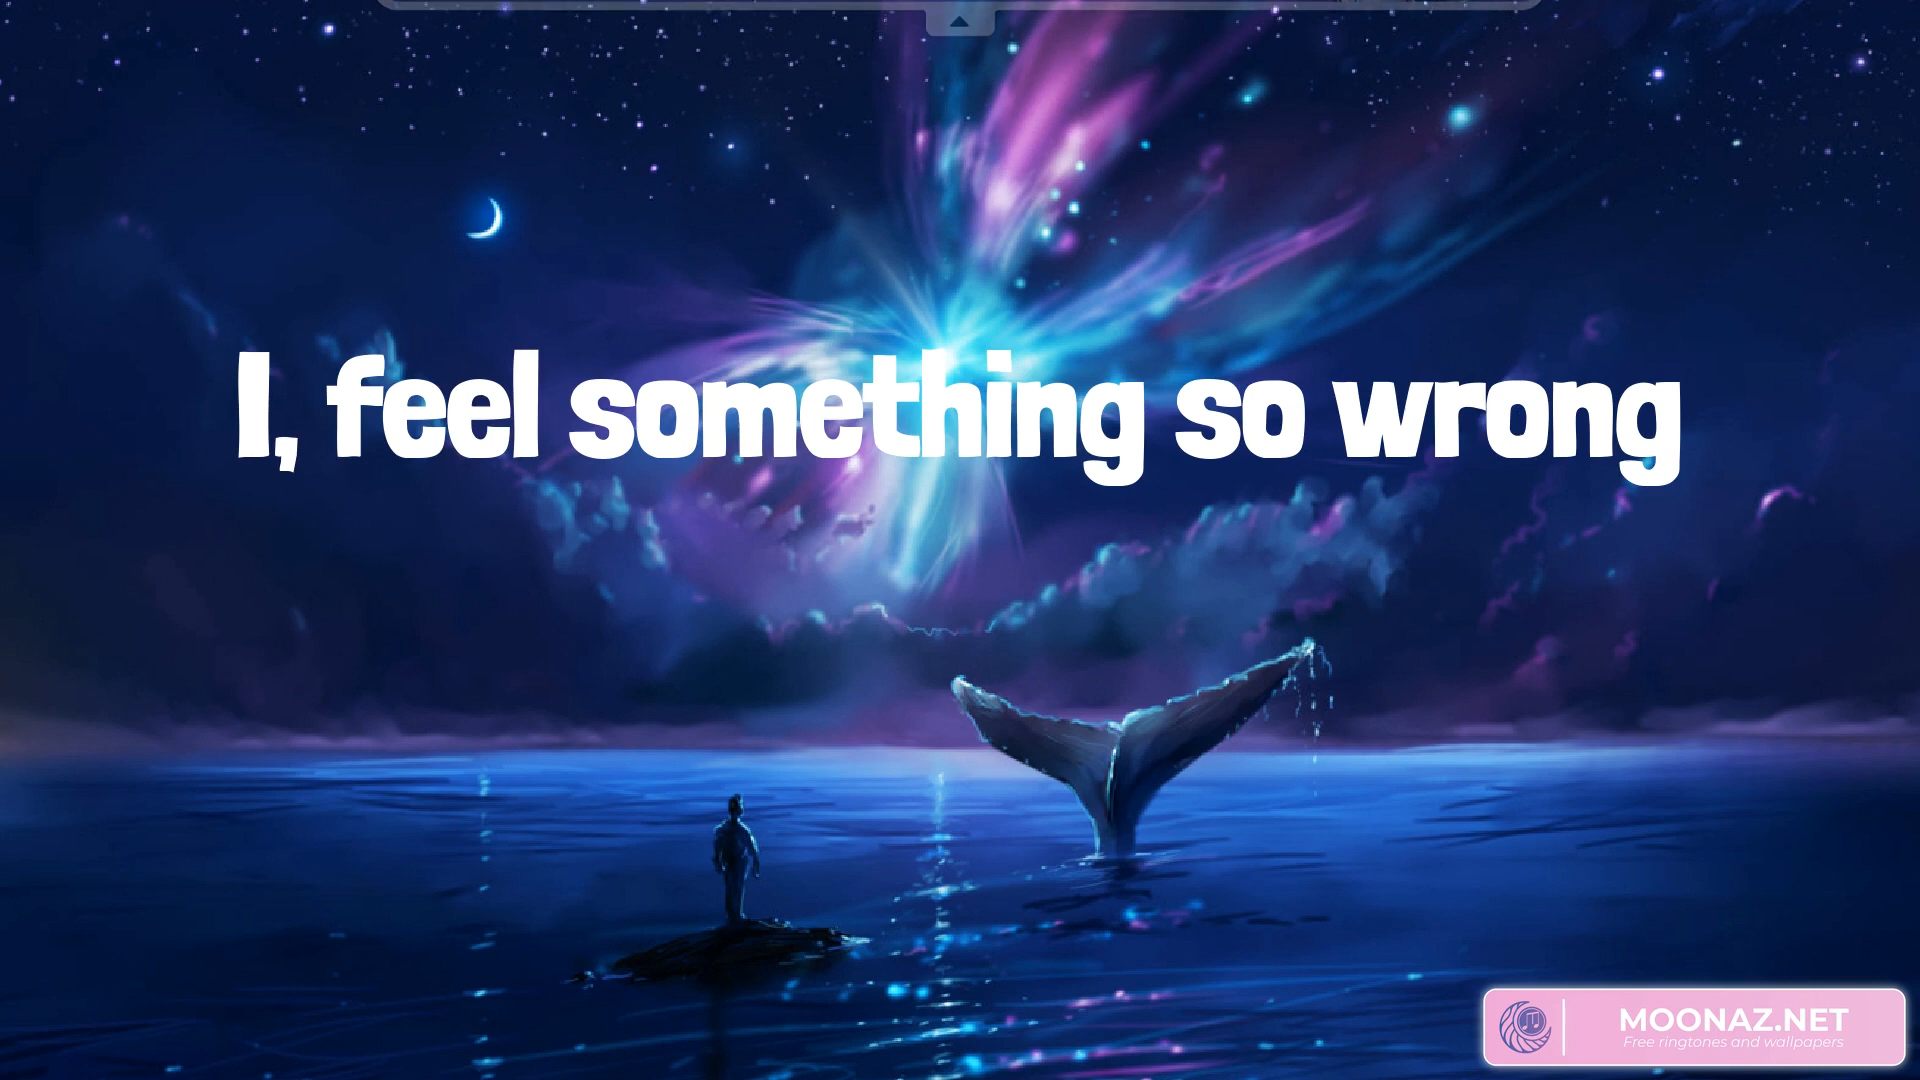 I, feel something so wrong
MOONAZ.NET
Free ringtones and wallpapers